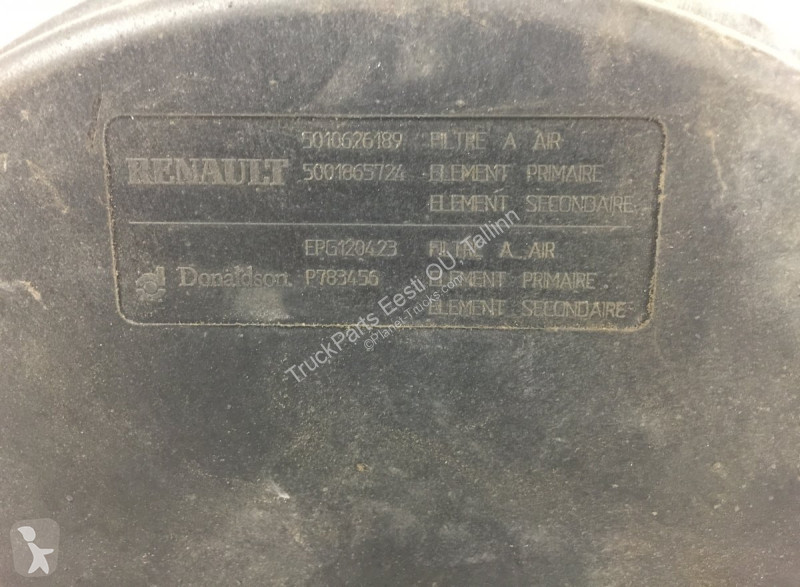 5010626189 FILTRE A AIR
RENAULT 5001865724 ELEMENT PRIMAIRE
ELEMENT SECONDAIRE
EPG120423 FILTRE A AIR
Donaldson. P783456 ELEMENT PRIMAIRE
ELEMENT SECONDAIRE
TruckParts Eesti OÜ, Tallinn
©Planet-Trucks.com